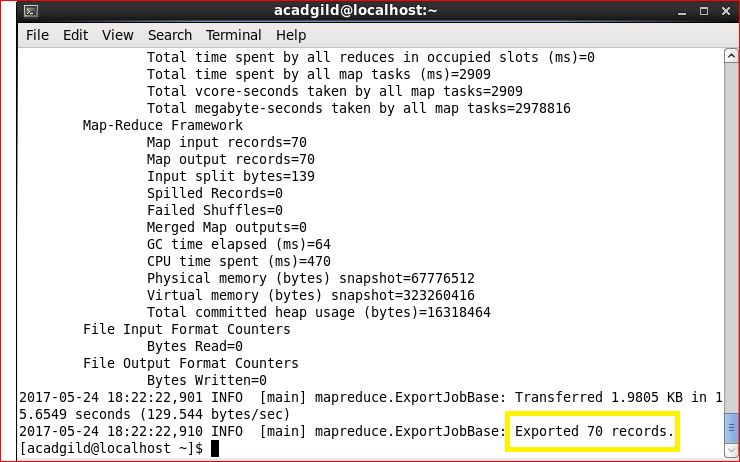 acadgild@localhost:~
File Edit View Search Terminal Help
Total time spent by all reduces in occupied slots (ms)=0
Total time spent by all map tasks (ms)=2909
Total vcore-seconds taken by all map tasks=2909
Total megabyte-seconds taken by all map tasks=2978816
Map-Reduce Framework
Map input records=70
Map output records=70
Input split bytes=139
Spilled Records=0
Failed Shuffles=0
Merged Map outputs=0
GC time elapsed (ms)=64
CPU time spent (ms)=470
Physical memory (bytes) snapshot=67776512
Virtual memory (bytes) snapshot=323260416
Total committed heap usage (bytes)=16318464
File Input Format Counters
Bytes Read=0
File Output Format Counters
Bytes Written=0
2017-05-24 18:22:22,901 INFO  [main] mapreduce.ExportJobBase: Transferred 1.9805 KB in 1
5.6549 seconds (129.544 bytes/sec)
2017-05-24 18:22:22,910 INFO  [main] mapreduce.ExportJobBase: Exported 70 records.
[acadgild@localhost ~]$